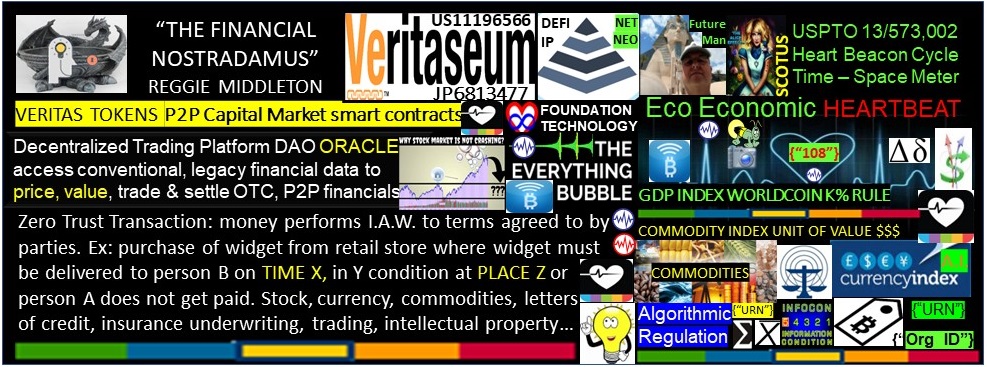 “THE FINANCIAL
NOSTRADAMUS”
REGGIE MIDDLETON
US11196566
Veritaseum
TM
JP6813477
DEFI
IP
NET
NEO
Future
Man
SCOTUS
USPTO 13/573,002
Heart Beacon Cycle
Time – Space Meter
VERITAS TOKENS P2P Capital Market smart contracts
FOUNDATION
TECHNOLOGY
THE
EVERYTHING
BUBBLE
Eco Economic HEARTBEAT
{“108”}
Δδ
Decentralized Trading Platform DAO ORACLE
access conventional, legacy financial data to
price, value, trade & settle OTC, P2P financials
WHY STOCK MARKET IS NOT CRASHING?
???
GDP INDEX WORLDCOIN K% RULE
Zero Trust Transaction: money performs I.A.W. to terms agreed to by
parties. Ex: purchase of widget from retail store where widget must
be delivered to person B on TIME X, in Y condition at PLACE Z or
person A does not get paid. Stock, currency, commodities, letters
of credit, insurance underwriting, trading, intellectual property…
COMMODITY INDEX UNIT OF VALUE $$$
COMMODITIES
£ $ € ¥
currencyindex
A.I
Algorithmic
Regulation
{“URN”}
Σ X
INFOCON
5 4 3 2 1
INFORMATION
CONDITION
{“URN”}
{“Org ID”}